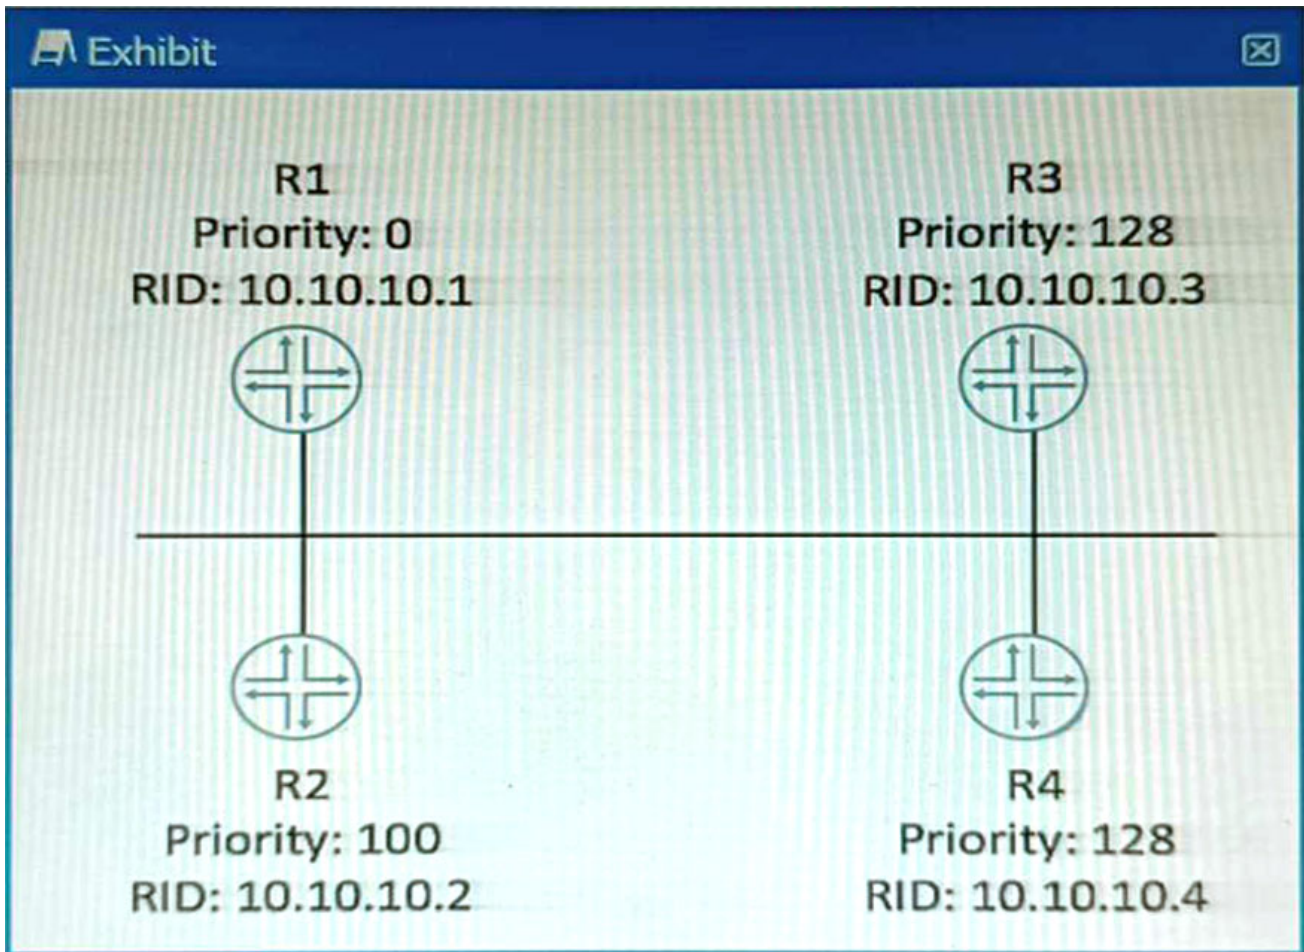 Exhibit
R1
Priority: 0
RID: 10.10.10.1
R3
Priority: 128
RID: 10.10.10.3
R2
Priority: 100
RID: 10.10.10.2
R4
Priority: 128
RID: 10.10.10.4